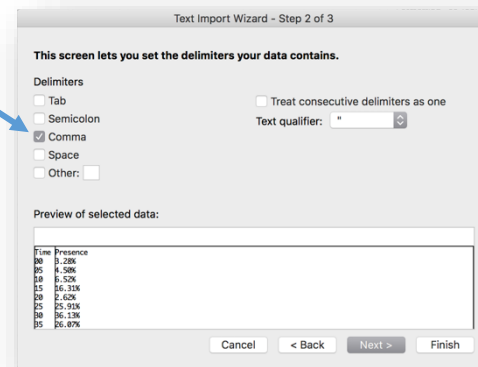 Text Import Wizard - Step 2 of 3
This screen lets you set the delimiters your data contains.
Delimiters
Tab
Semicolon
Comma
Space
Other:
Treat consecutive delimiters as one
Text qualifier: "
Preview of selected data:
Time Presence
00 3.28%
05 4.50%
10 6.52%
15 16.31%
20 2.62%
25 25.91%
30 36.13%
35 26.07%
Cancel < Back Next > Finish